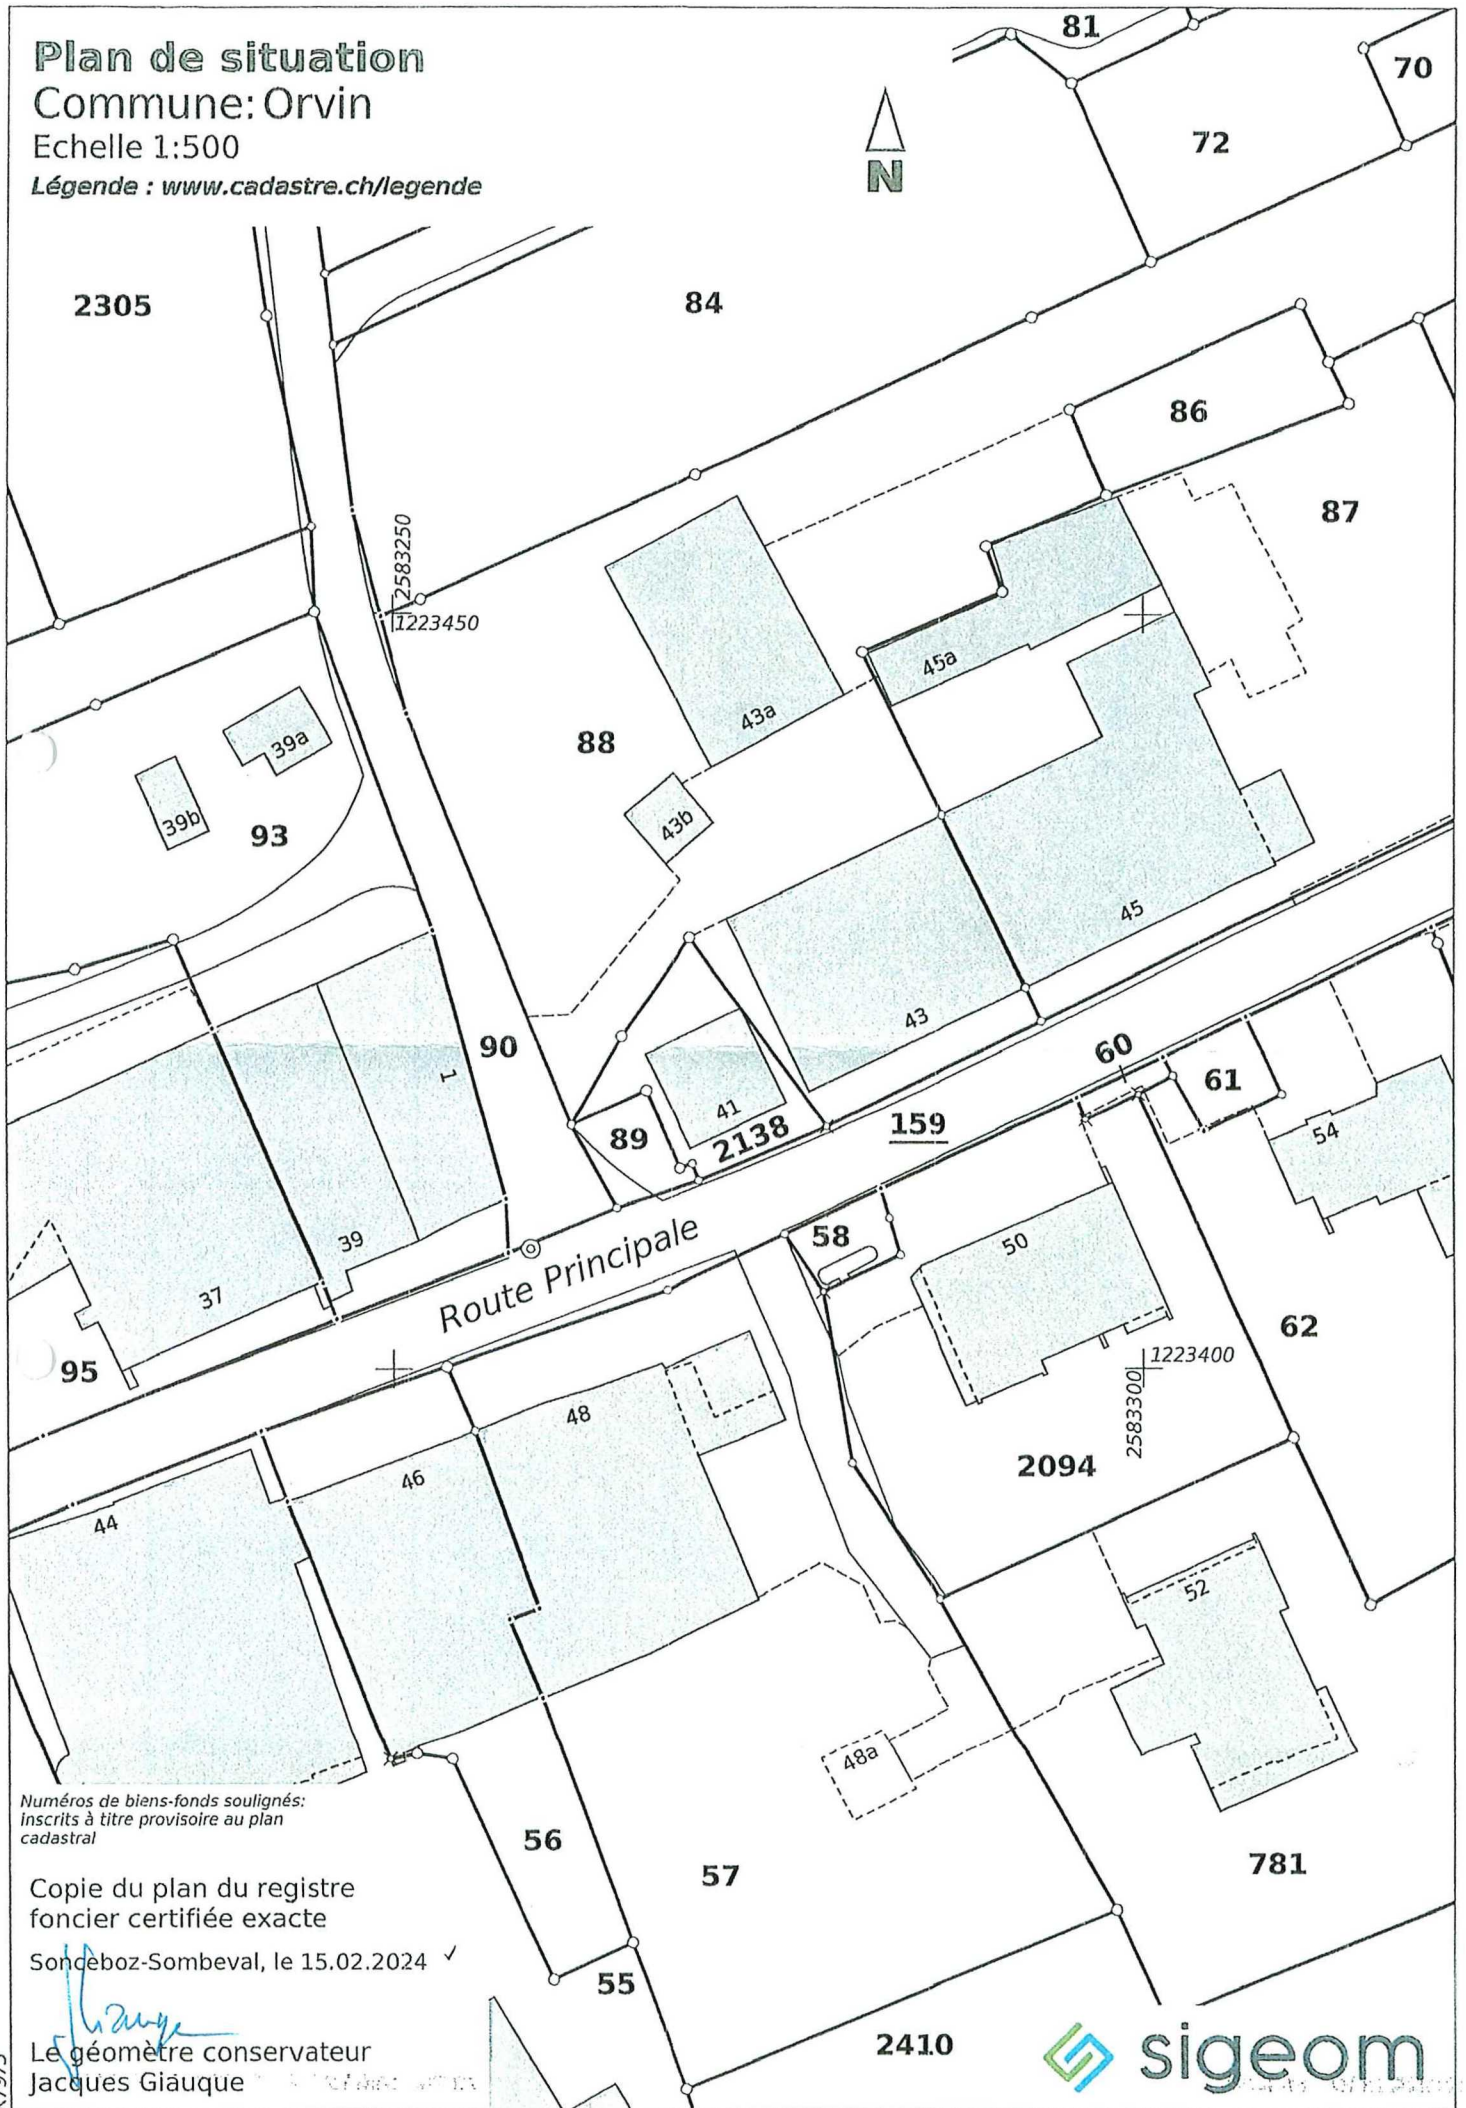 Plan de situation
Commune: Orvin
Echelle 1:500
Légende : www.cadastre.ch/legende
N
81
70
72
2305
84
86
87
2583250
1223450
45a
43a
88
39a
39b
93
43b
45
43
90
1
60
61
41
89
2138
159
54
58
39
50
Route Principale
37
62
95
1223400
2583300
48
46
2094
44
52
48a
Numéros de biens-fonds soulignés:
inscrits à titre provisoire au plan
cadastral
56
57
781
Copie du plan du registre
foncier certifiée exacte
Sonceboz-Sombeval, le 15.02.2024 ✓
55
2410
Le géomètre conservateur
Jacques Giauque
sigeom